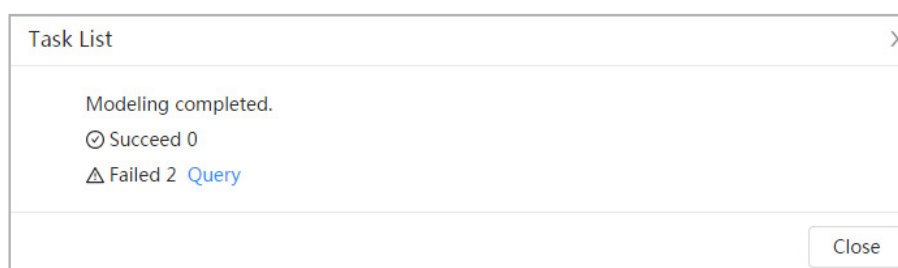 Task List
Modeling completed.
Succeed 0
Failed 2 Query
Close